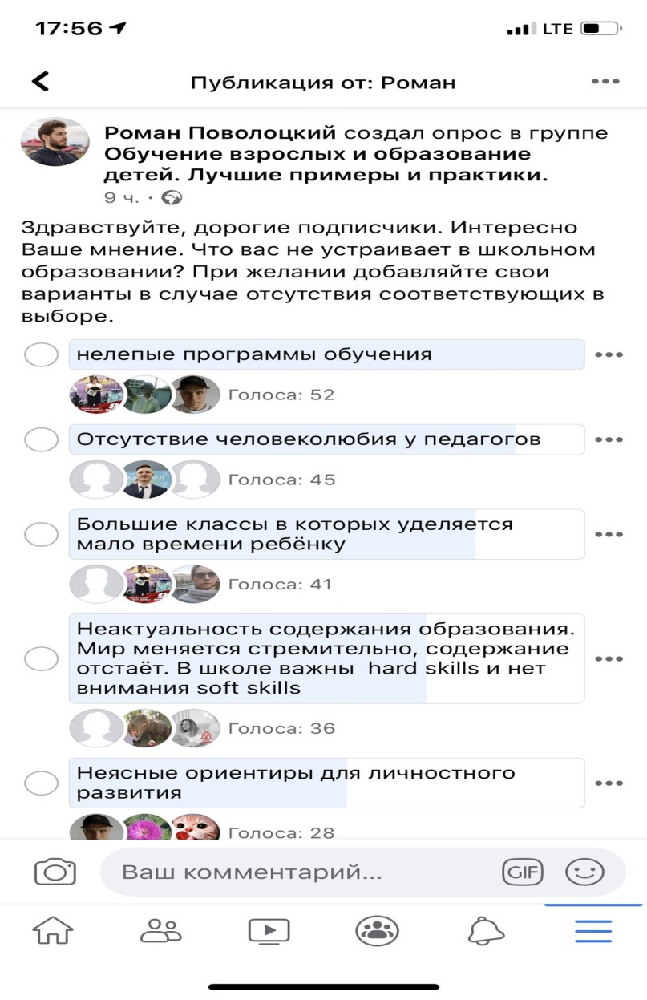 17:56
LTE
Публикация от: Роман
Роман Поволоцкий создал опрос в группе
Обучение взрослых и образование
детей. Лучшие примеры и практики.
9 ч. ·
Здравствуйте, дорогие подписчики. Интересно
Ваше мнение. Что вас не устраивает в школьном
образовании? При желании добавляйте свои
варианты в случае отсутствия соответствующих в
выборе.
нелепые программы обучения
Голоса: 52
Отсутствие человеколюбия у педагогов
Голоса: 45
Большие классы в которых уделяется
мало времени ребёнку
Голоса: 41
Неактуальность содержания образования.
Мир меняется стремительно, содержание
отстаёт. В школе важны hard skills и нет
внимания soft skills
Голоса: 36
Неясные ориентиры для личностного
развития
Голоса: 28
Ваш комментарий...
GIF